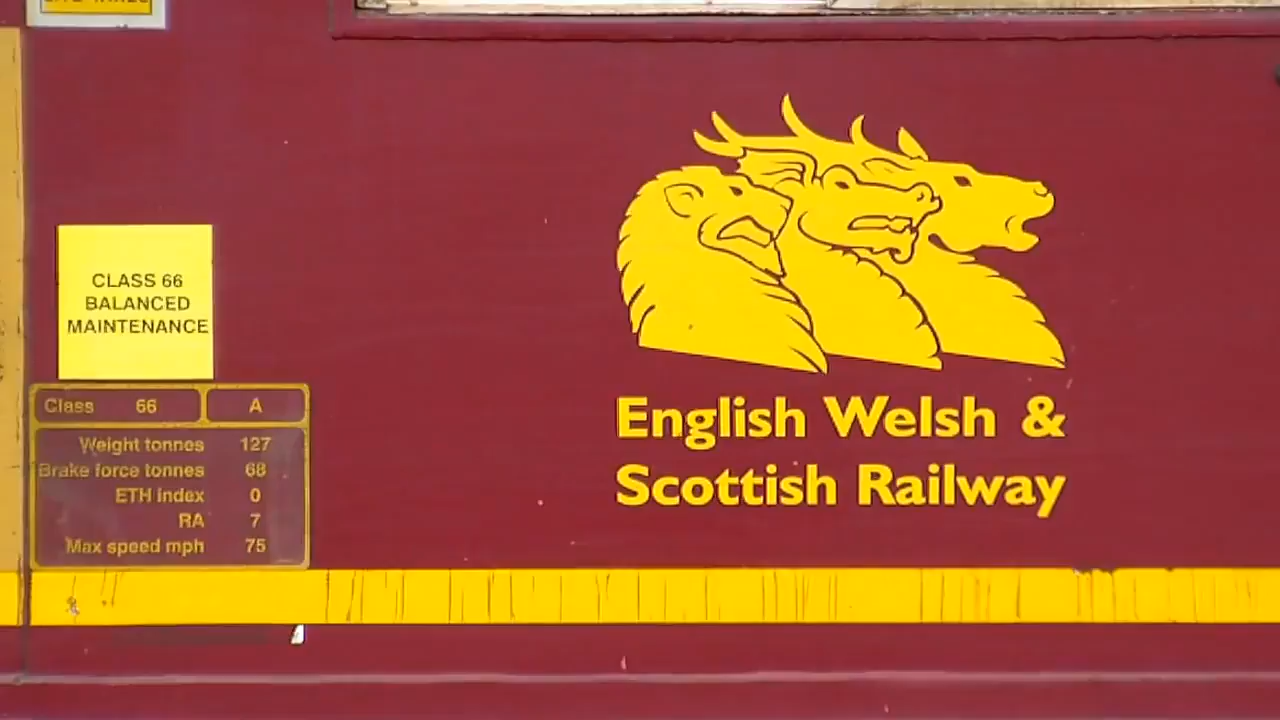 CLASS 66
BALANCED
MAINTENANCE
Class 66 A
Weight tonnes 127
Brake force tonnes 68
ETH index 0
RA 7
Max speed mph 75
English Welsh &
Scottish Railway